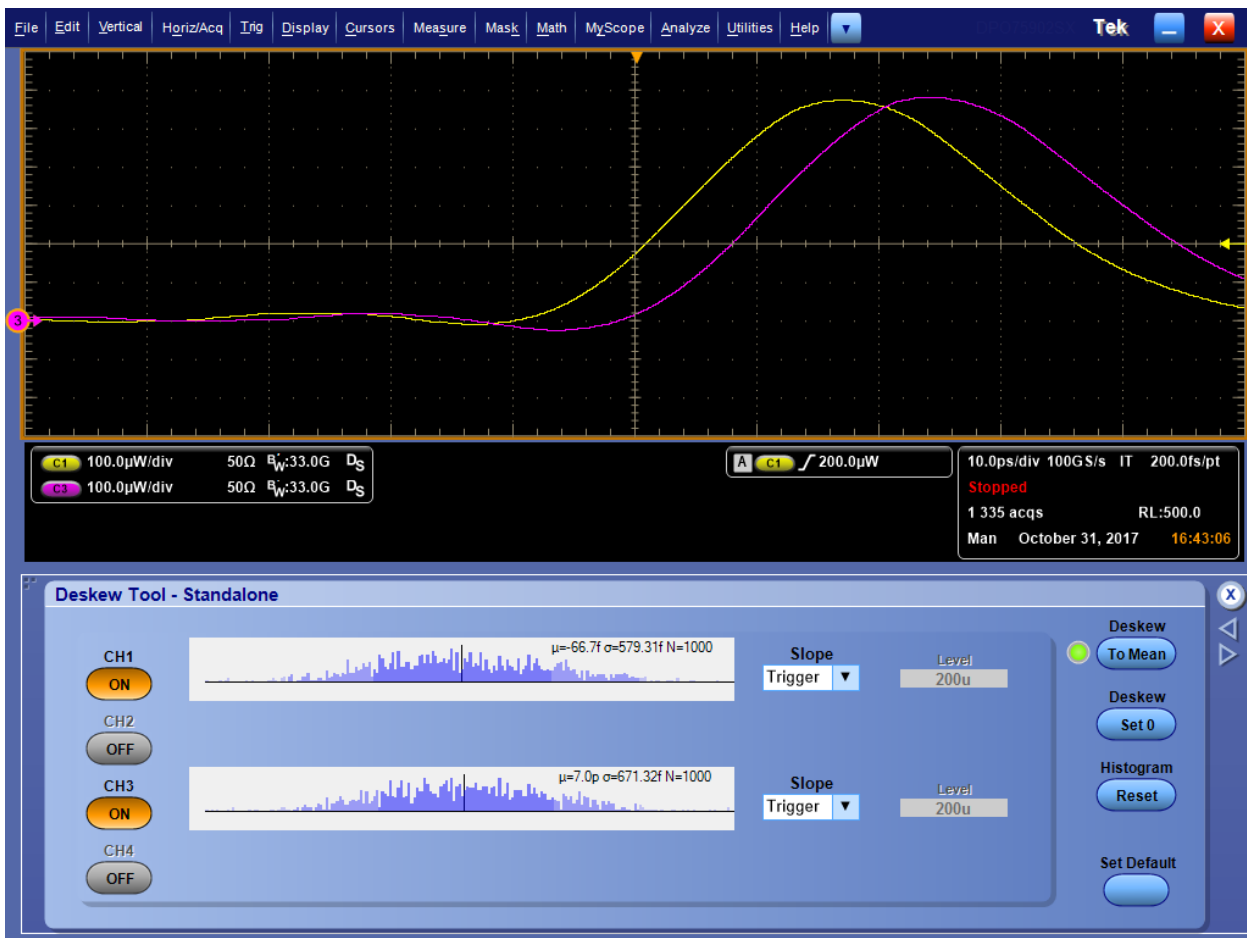 File Edit Vertical Horiz/Acq Trig Display Cursors Measure Mask Math MyScope Analyze Utilities Help Tek X
3
C1 100.0µW/div 50Ω BW:33.0G DS
C3 100.0µW/div 50Ω BW:33.0G DS
A C1 200.0µW
10.0ps/div 100GS/s IT 200.0fs/pt
Stopped
1 335 acqs RL:500.0
Man October 31, 2017 16:43:06
Deskew Tool - Standalone
X
CH1
ON
µ=-66.7f σ=579.31f N=1000
Slope
Trigger
Level
200u
Deskew
To Mean
CH2
OFF
Deskew
Set 0
CH3
ON
µ=7.0p σ=671.32f N=1000
Slope
Trigger
Level
200u
Histogram
Reset
CH4
OFF
Set Default